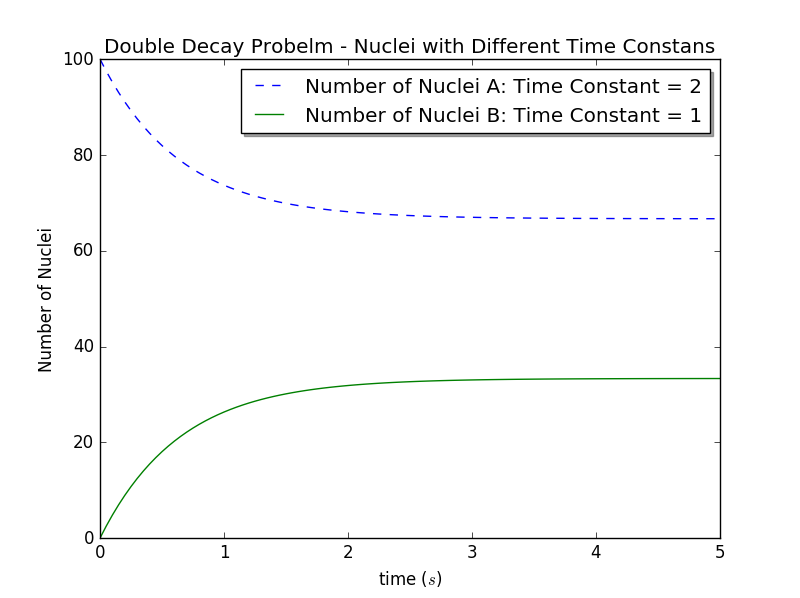 Double Decay Probelm - Nuclei with Different Time Constans
Number of Nuclei A: Time Constant = 2
Number of Nuclei B: Time Constant = 1
Number of Nuclei
100
80
60
40
20
0
0 1 2 3 4 5
time (s)